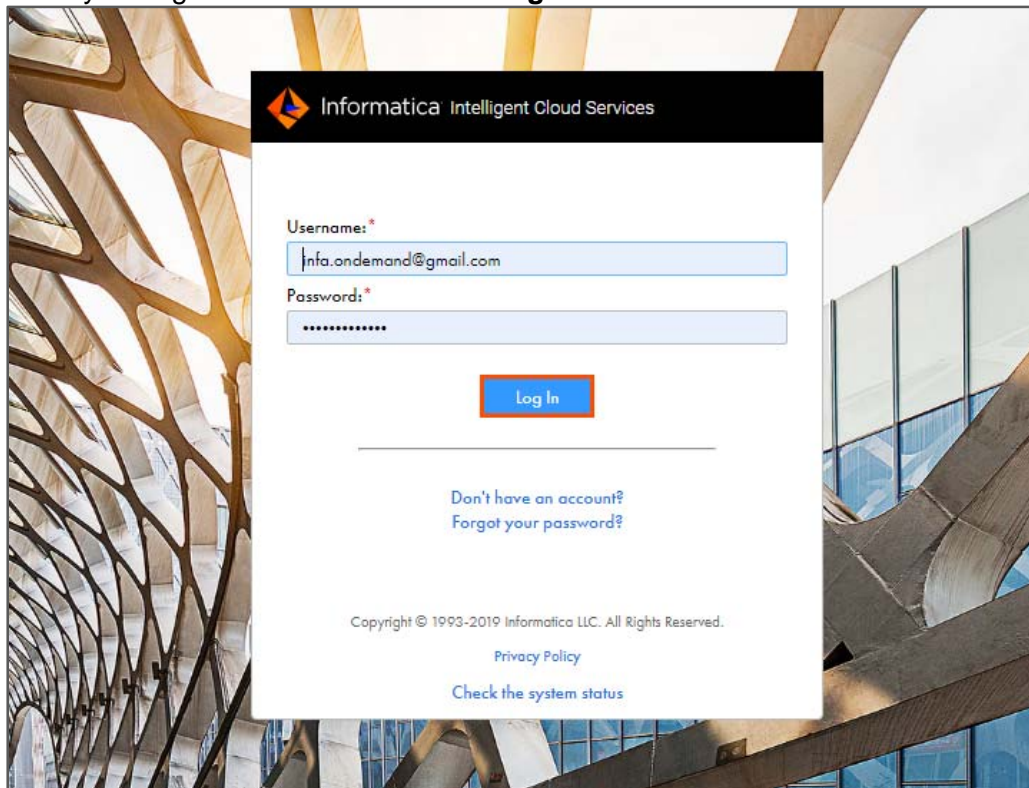 Informatica Intelligent Cloud Services
Username:*
infa.ondemand@gmail.com
Password:*
•••••••••••••
Log In
Don't have an account?
Forgot your password?
Copyright © 1993-2019 Informatica LLC. All Rights Reserved.
Privacy Policy
Check the system status